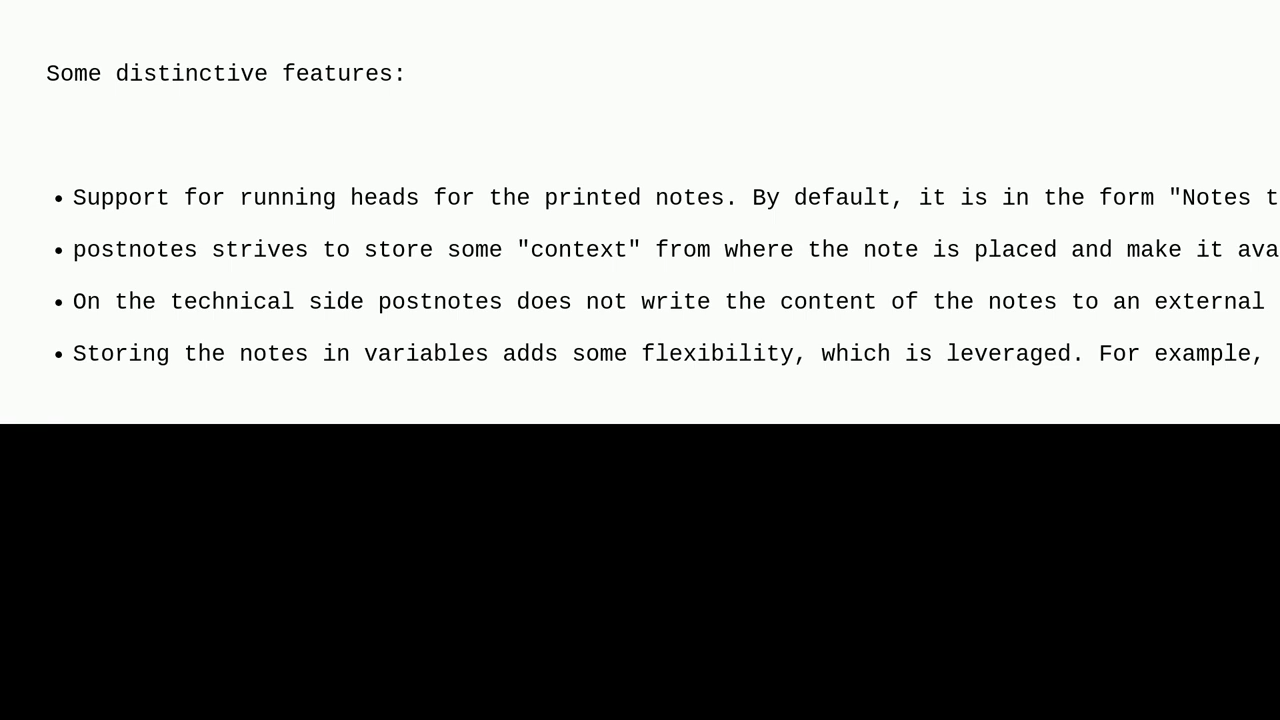 Some distinctive features:
• Support for running heads for the printed notes. By default, it is in the form "Notes t
• postnotes strives to store some "context" from where the note is placed and make it ava
• On the technical side postnotes does not write the content of the notes to an external
• Storing the notes in variables adds some flexibility, which is leveraged. For example,